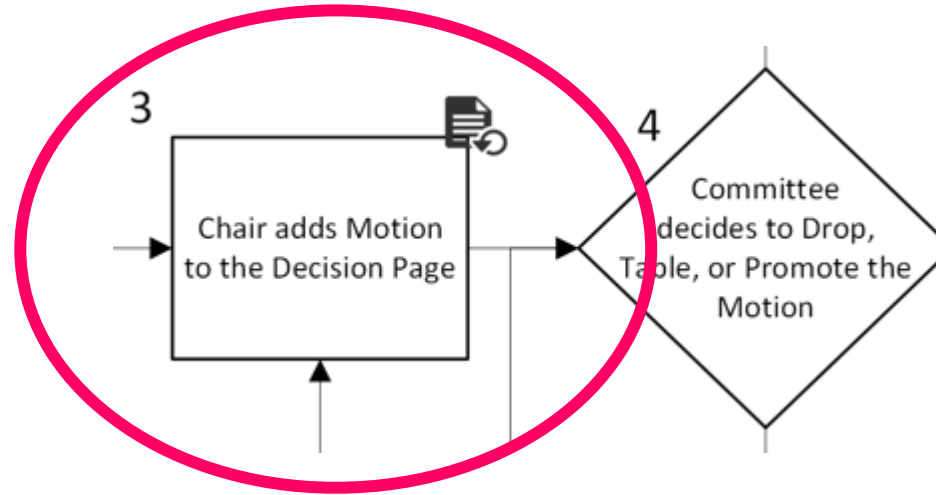 3
Chair adds Motion
to the Decision Page
4
Committee
decides to Drop,
Table, or Promote the
Motion